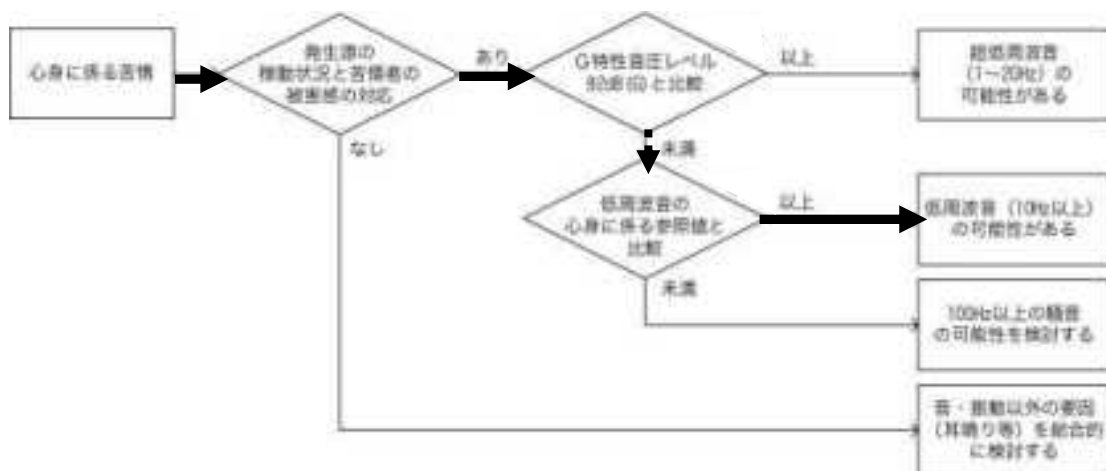 心身に係る苦情
発生源の
稼動状況と苦情者の
被害感の対応
あり
なし
G特性音圧レベル
92dB(G)と比較
以上
未満
超低周波音
(1~20Hz)の
可能性がある
低周波音の
心身に係る参照値と
比較
以上
未満
低周波音(10Hz以上)
の可能性がある
100Hz以上の騒音
の可能性を検討する
音・振動以外の要因
(耳鳴り等)を総合的
に検討する